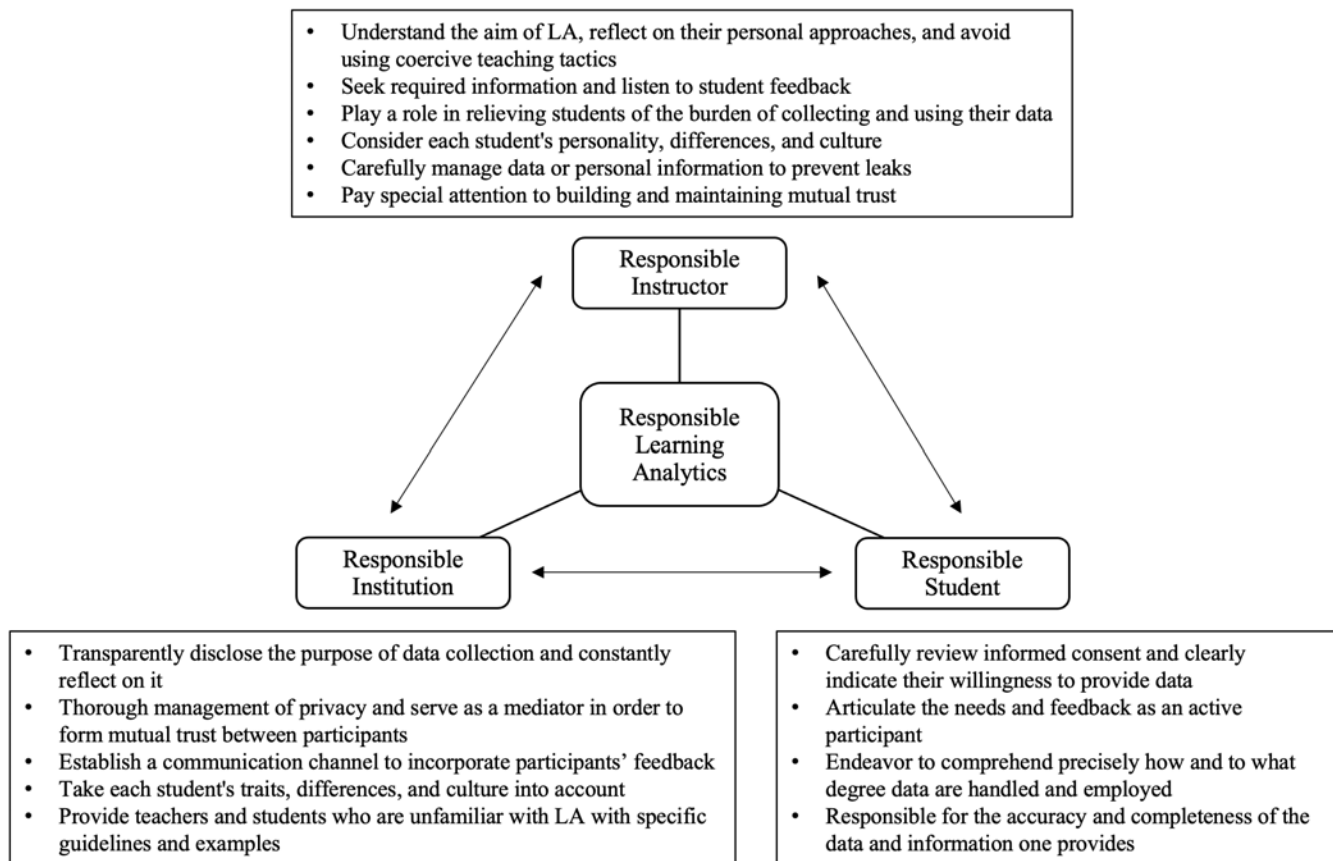 • Understand the aim of LA, reflect on their personal approaches, and avoid
using coercive teaching tactics
• Seek required information and listen to student feedback
• Play a role in relieving students of the burden of collecting and using their data
• Consider each student's personality, differences, and culture
• Carefully manage data or personal information to prevent leaks
• Pay special attention to building and maintaining mutual trust
Responsible
Instructor
Responsible
Learning
Analytics
Responsible
Institution
Responsible
Student
• Transparently disclose the purpose of data collection and constantly
reflect on it
• Thorough management of privacy and serve as a mediator in order to
form mutual trust between participants
• Establish a communication channel to incorporate participants’ feedback
• Take each student's traits, differences, and culture into account
• Provide teachers and students who are unfamiliar with LA with specific
guidelines and examples
• Carefully review informed consent and clearly
indicate their willingness to provide data
• Articulate the needs and feedback as an active
participant
• Endeavor to comprehend precisely how and to what
degree data are handled and employed
• Responsible for the accuracy and completeness of the
data and information one provides